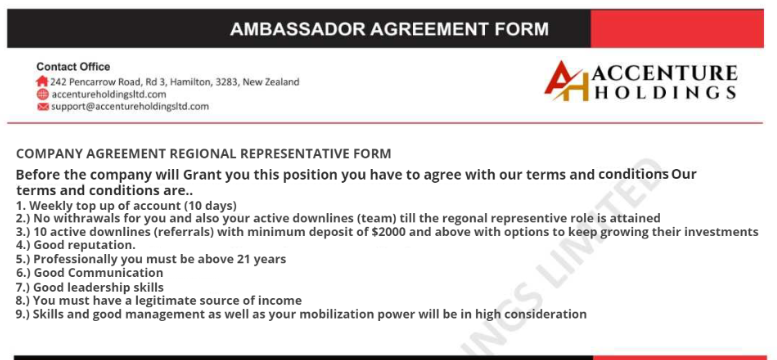 AMBASSADOR AGREEMENT FORM
Contact Office
242 Pencarrow Road, Rd 3, Hamilton, 3283, New Zealand
accentureholdingsltd.com
support@accentureholdingsltd.com
AH ACCENTURE
HOLDINGS
COMPANY AGREEMENT REGIONAL REPRESENTATIVE FORM
Before the company will Grant you this position you have to agree with our terms and conditions Our
terms and conditions are..
1. Weekly top up of account (10 days)
2.) No withrawals for you and also your active downlines (team) till the regonal representive role is attained
3.) 10 active downlines (referrals) with minimum deposit of $2000 and above with options to keep growing their investments
4.) Good reputation.
5.) Professionally you must be above 21 years
6.) Good Communication
7.) Good leadership skills
8.) You must have a legitimate source of income
9.) Skills and good management as well as your mobilization power will be in high consideration
NGS LIMITED